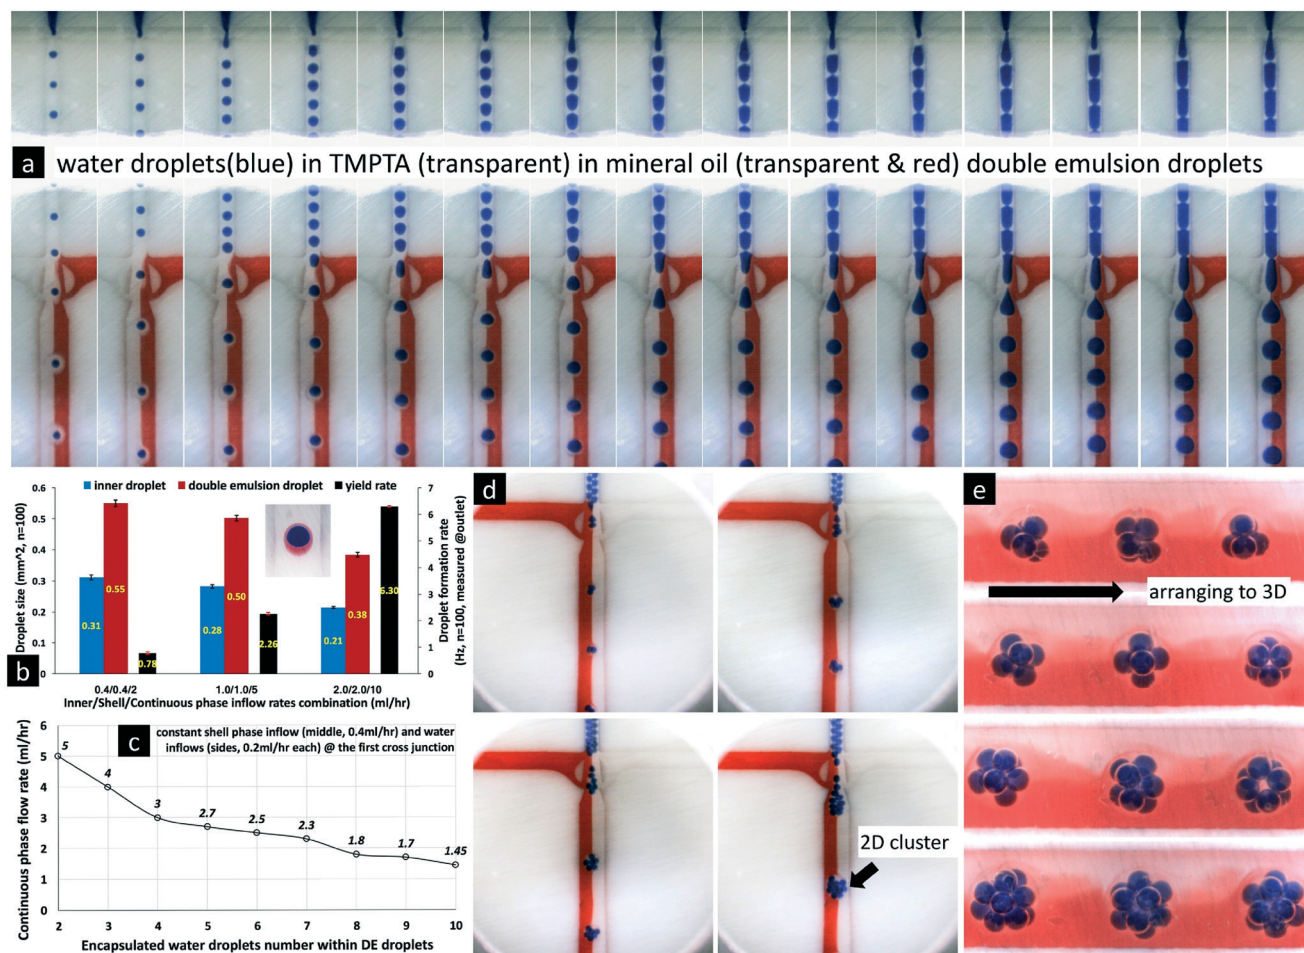 a
water droplets(blue) in TMPTA (transparent) in mineral oil (transparent & red) double emulsion droplets
b
inner droplet
double emulsion droplet
yield rate
Droplet size (mm^2, n=100)
0.6
0.5
0.4
0.3
0.2
0.1
0
0.31
0.55
0.78
0.28
0.50
2.26
0.21
0.38
6.30
7
6
5
4
3
2
1
0
Droplet formation rate
(Hz, n=100, measured @outlet)
0.4/0.4/2
1.0/1.0/5
2.0/2.0/10
Inner/Shell/Continuous phase inflow rates combination (ml/hr)
c
constant shell phase inflow (middle, 0.4ml/hr) and water
inflows (sides, 0.2ml/hr each) @ the first cross junction
Continuous phase flow rate (ml/hr)
6
5
4
3
2
1
0
5
4
3
2.7
2.5
2.3
1.8
1.7
1.45
2
3
4
5
6
7
8
9
10
Encapsulated water droplets number within DE droplets
d
2D cluster
e
arranging to 3D